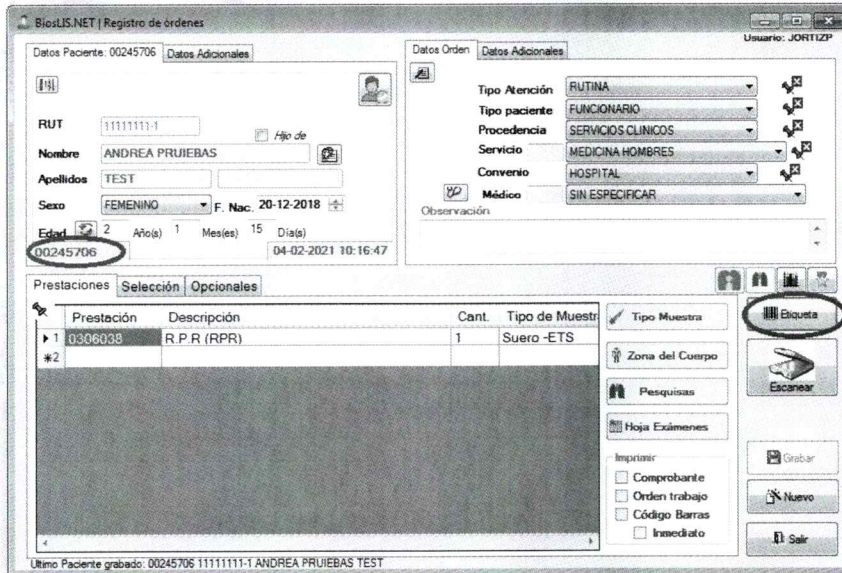 BiosLIS.NET | Registro de órdenes
Usuario: JORTIZP
Datos Paciente: 00245706 Datos Adicionales
RUT 11111111-1
Hijo de
Nombre ANDREA PRUIEBAS
Apellidos TEST
Sexo FEMENINO F. Nac. 20-12-2018
Edad 2 Año(s) 1 Mes(es) 15 Día(s)
00245706 04-02-2021 10:16:47
Datos Orden Datos Adicionales
Tipo Atención RUTINA
Tipo paciente FUNCIONARIO
Procedencia SERVICIOS CLINICOS
Servicio MEDICINA HOMBRES
Convenio HOSPITAL
Médico SIN ESPECIFICAR
Observación
Prestaciones Selección Opcionales
Prestación Descripción Cant. Tipo de Muestr
1 0306038 R.P.R (RPR) 1 Suero -ETS
*2
Tipo Muestra
Zona del Cuerpo
Pesquisas
Hoja Exámenes
Imprimir
Comprobante
Orden trabajo
Código Barras
Inmediato
Etiqueta
Escanear
Grabar
Nuevo
Salir
Ultimo Paciente grabado: 00245706 11111111-1 ANDREA PRUIEBAS TEST